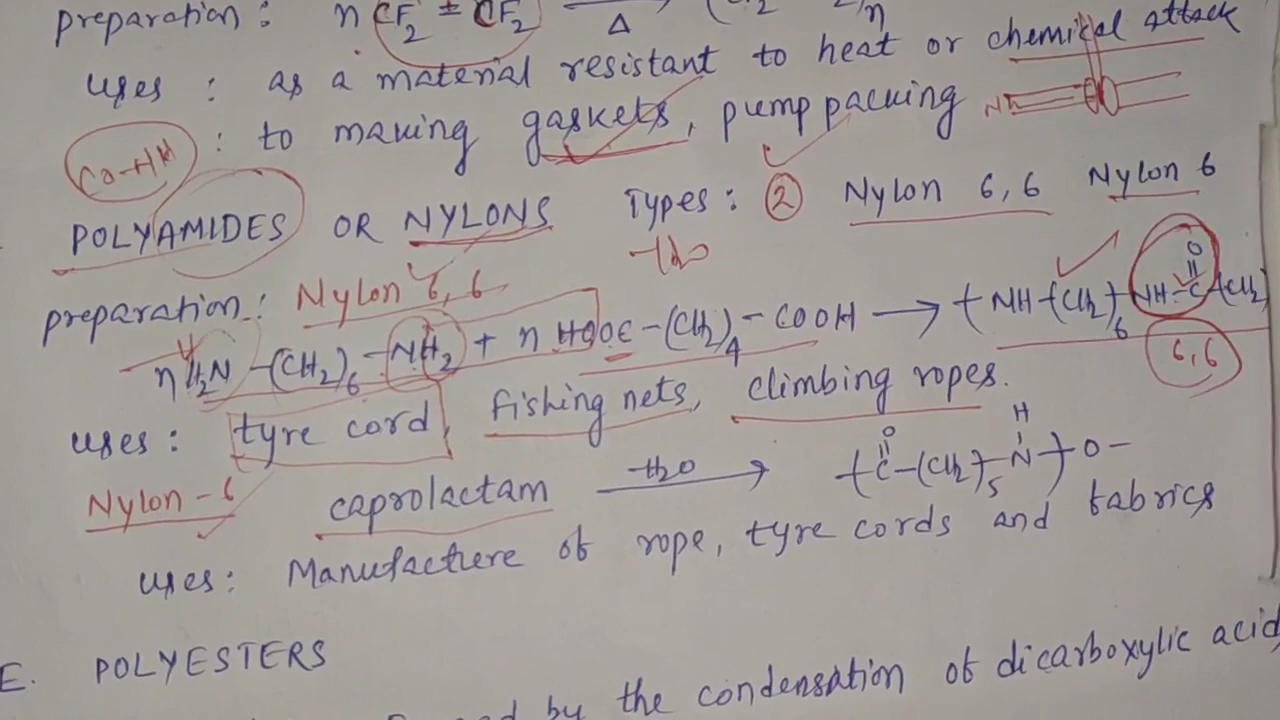 preparation : n CF₂ = CF₂ Δ n
uses : as a material resistant to heat or chemical attack
: to making gaskets, pump packing
CO-NH
POLYAMIDES OR NYLONS Types : ② Nylon 6,6 Nylon 6
-H₂O
preparation : Nylon 6,6
n H₂N -(CH₂)₆ -NH₂ + n HOOC -(CH₂)₄ - COOH → ( NH -(CH₂)₆ NH - C(=O) -(CH₂)
6,6
uses : tyre cord, fishing nets, climbing ropes.
Nylon - 6 caprolactam -H₂O → ( C(=O) -(CH₂)₅ - N(H) ) O -
uses : Manufacture of rope, tyre cords and fabrics
E. POLYESTERS
by the condensation of dicarboxylic acid